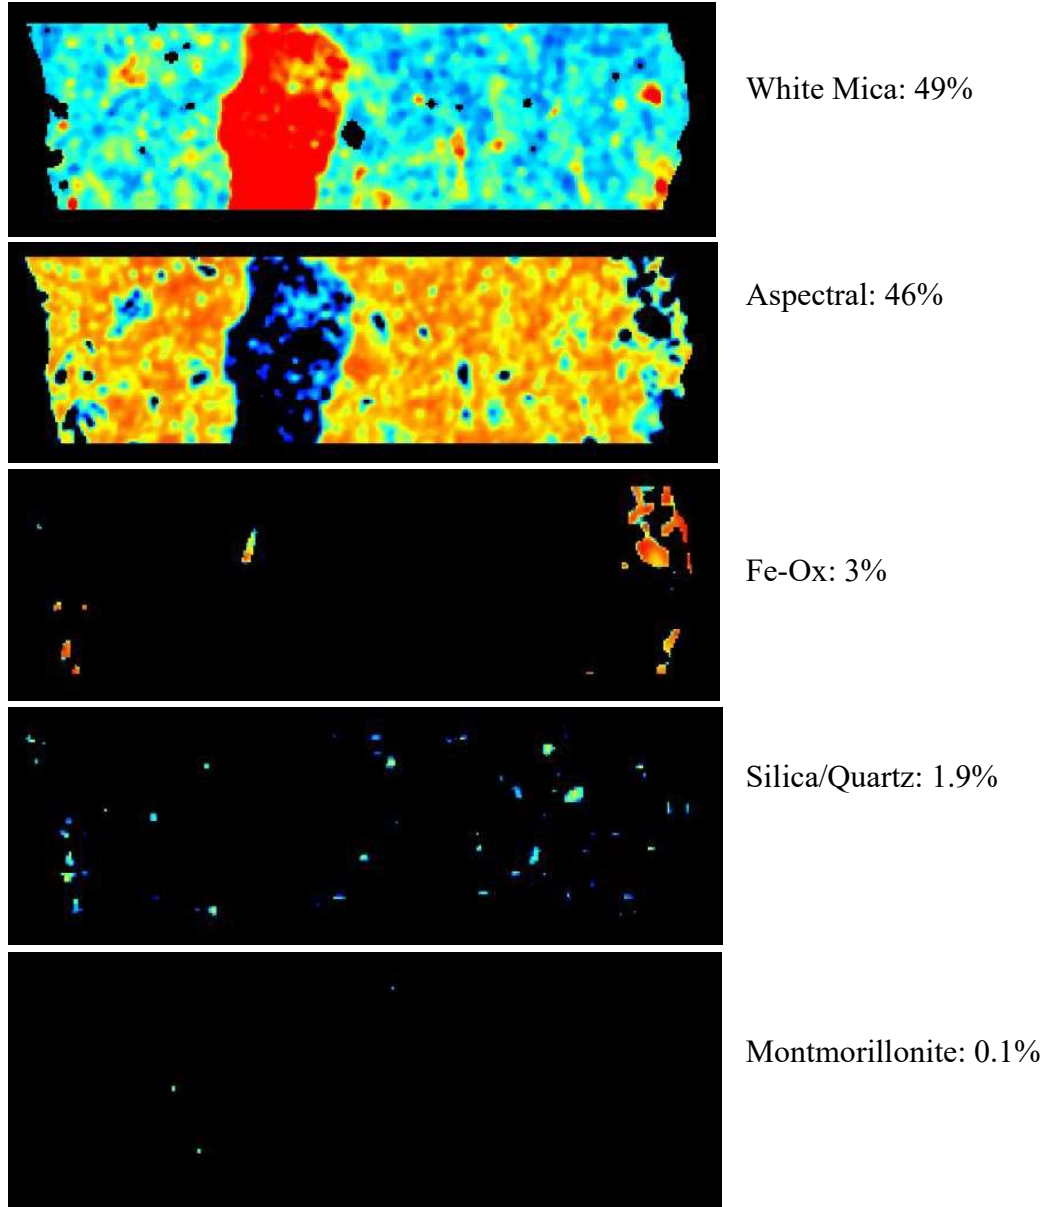 White Mica: 49%
Aspectral: 46%
Fe-Ox: 3%
Silica/Quartz: 1.9%
Montmorillonite: 0.1%